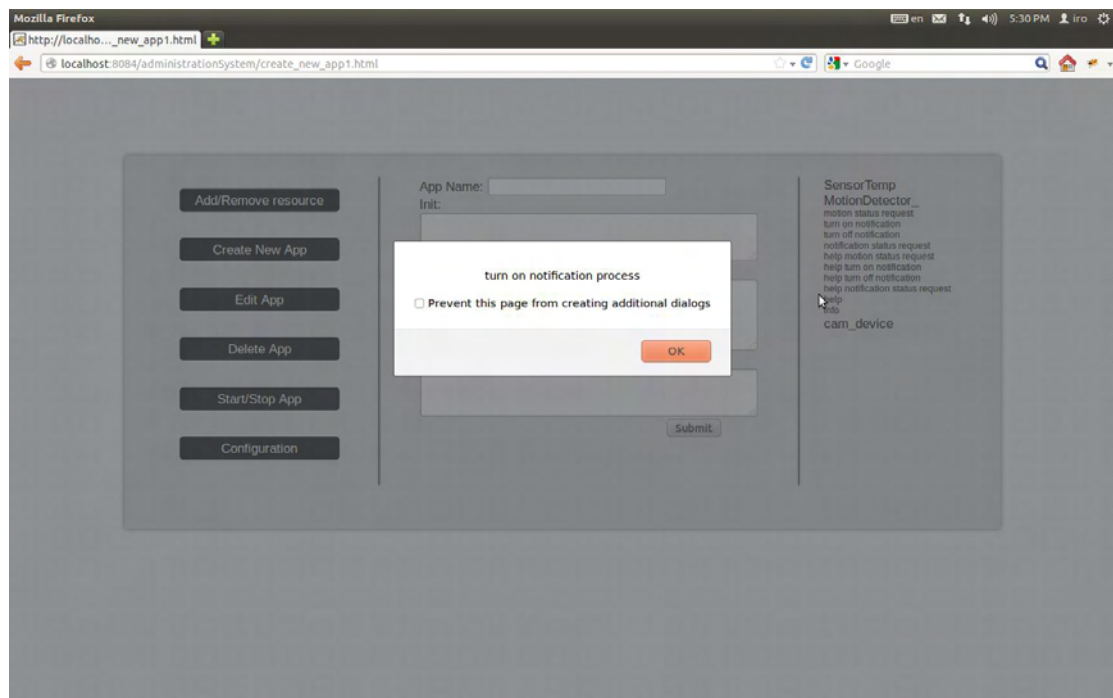 Mozilla Firefox
en
5:30 PM
iro
http://localho..._new_app1.html
localhost:8084/administrationSystem/create_new_app1.html
Google
Add/Remove resource
Create New App
Edit App
Delete App
Start/Stop App
Configuration
App Name:
Init:
turn on notification process
Prevent this page from creating additional dialogs
OK
Submit
SensorTemp
MotionDetector_
motion status request
turn on notification
turn off notification
notification status request
help motion status request
help turn on notification
help turn off notification
help notification status request
help
info
cam_device